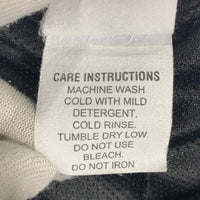 CARE INSTRUCTIONS
MACHINE WASH
COLD WITH MILD
DETERGENT,
COLD RINSE.
TUMBLE DRY LOW.
DO NOT USE
BLEACH.
DO NOT IRON